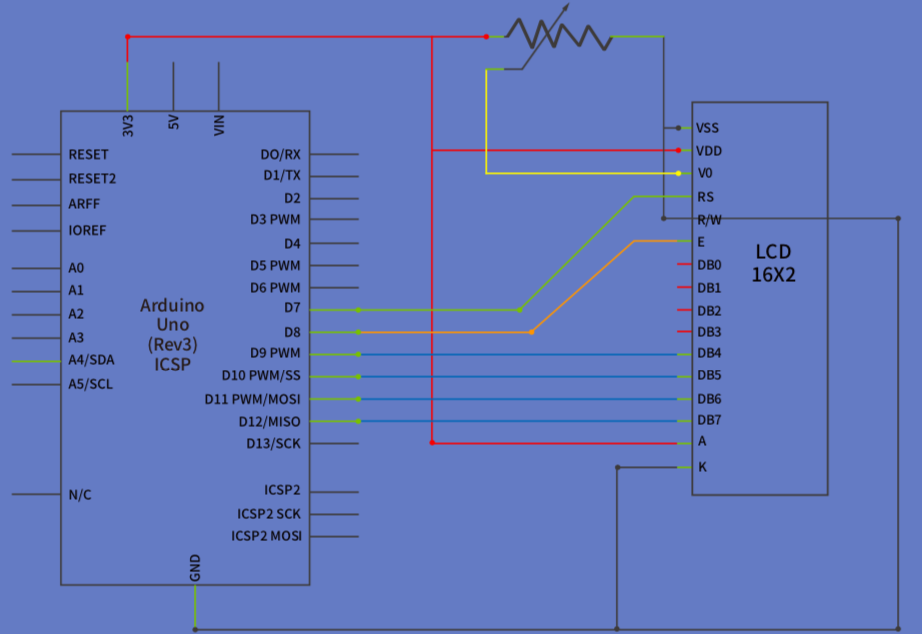 3V3
5V
VIN
RESET
RESET2
ARFF
IOREF
A0
A1
A2
A3
A4/SDA
A5/SCL
N/C
Arduino
Uno
(Rev3)
ICSP
DO/RX
D1/TX
D2
D3 PWM
D4
D5 PWM
D6 PWM
D7
D8
D9 PWM
D10 PWM/SS
D11 PWM/MOSI
D12/MISO
D13/SCK
ICSP2
ICSP2 SCK
ICSP2 MOSI
GND
VSS
VDD
V0
RS
R/W
E
DB0
DB1
DB2
DB3
DB4
DB5
DB6
DB7
A
K
LCD
16X2